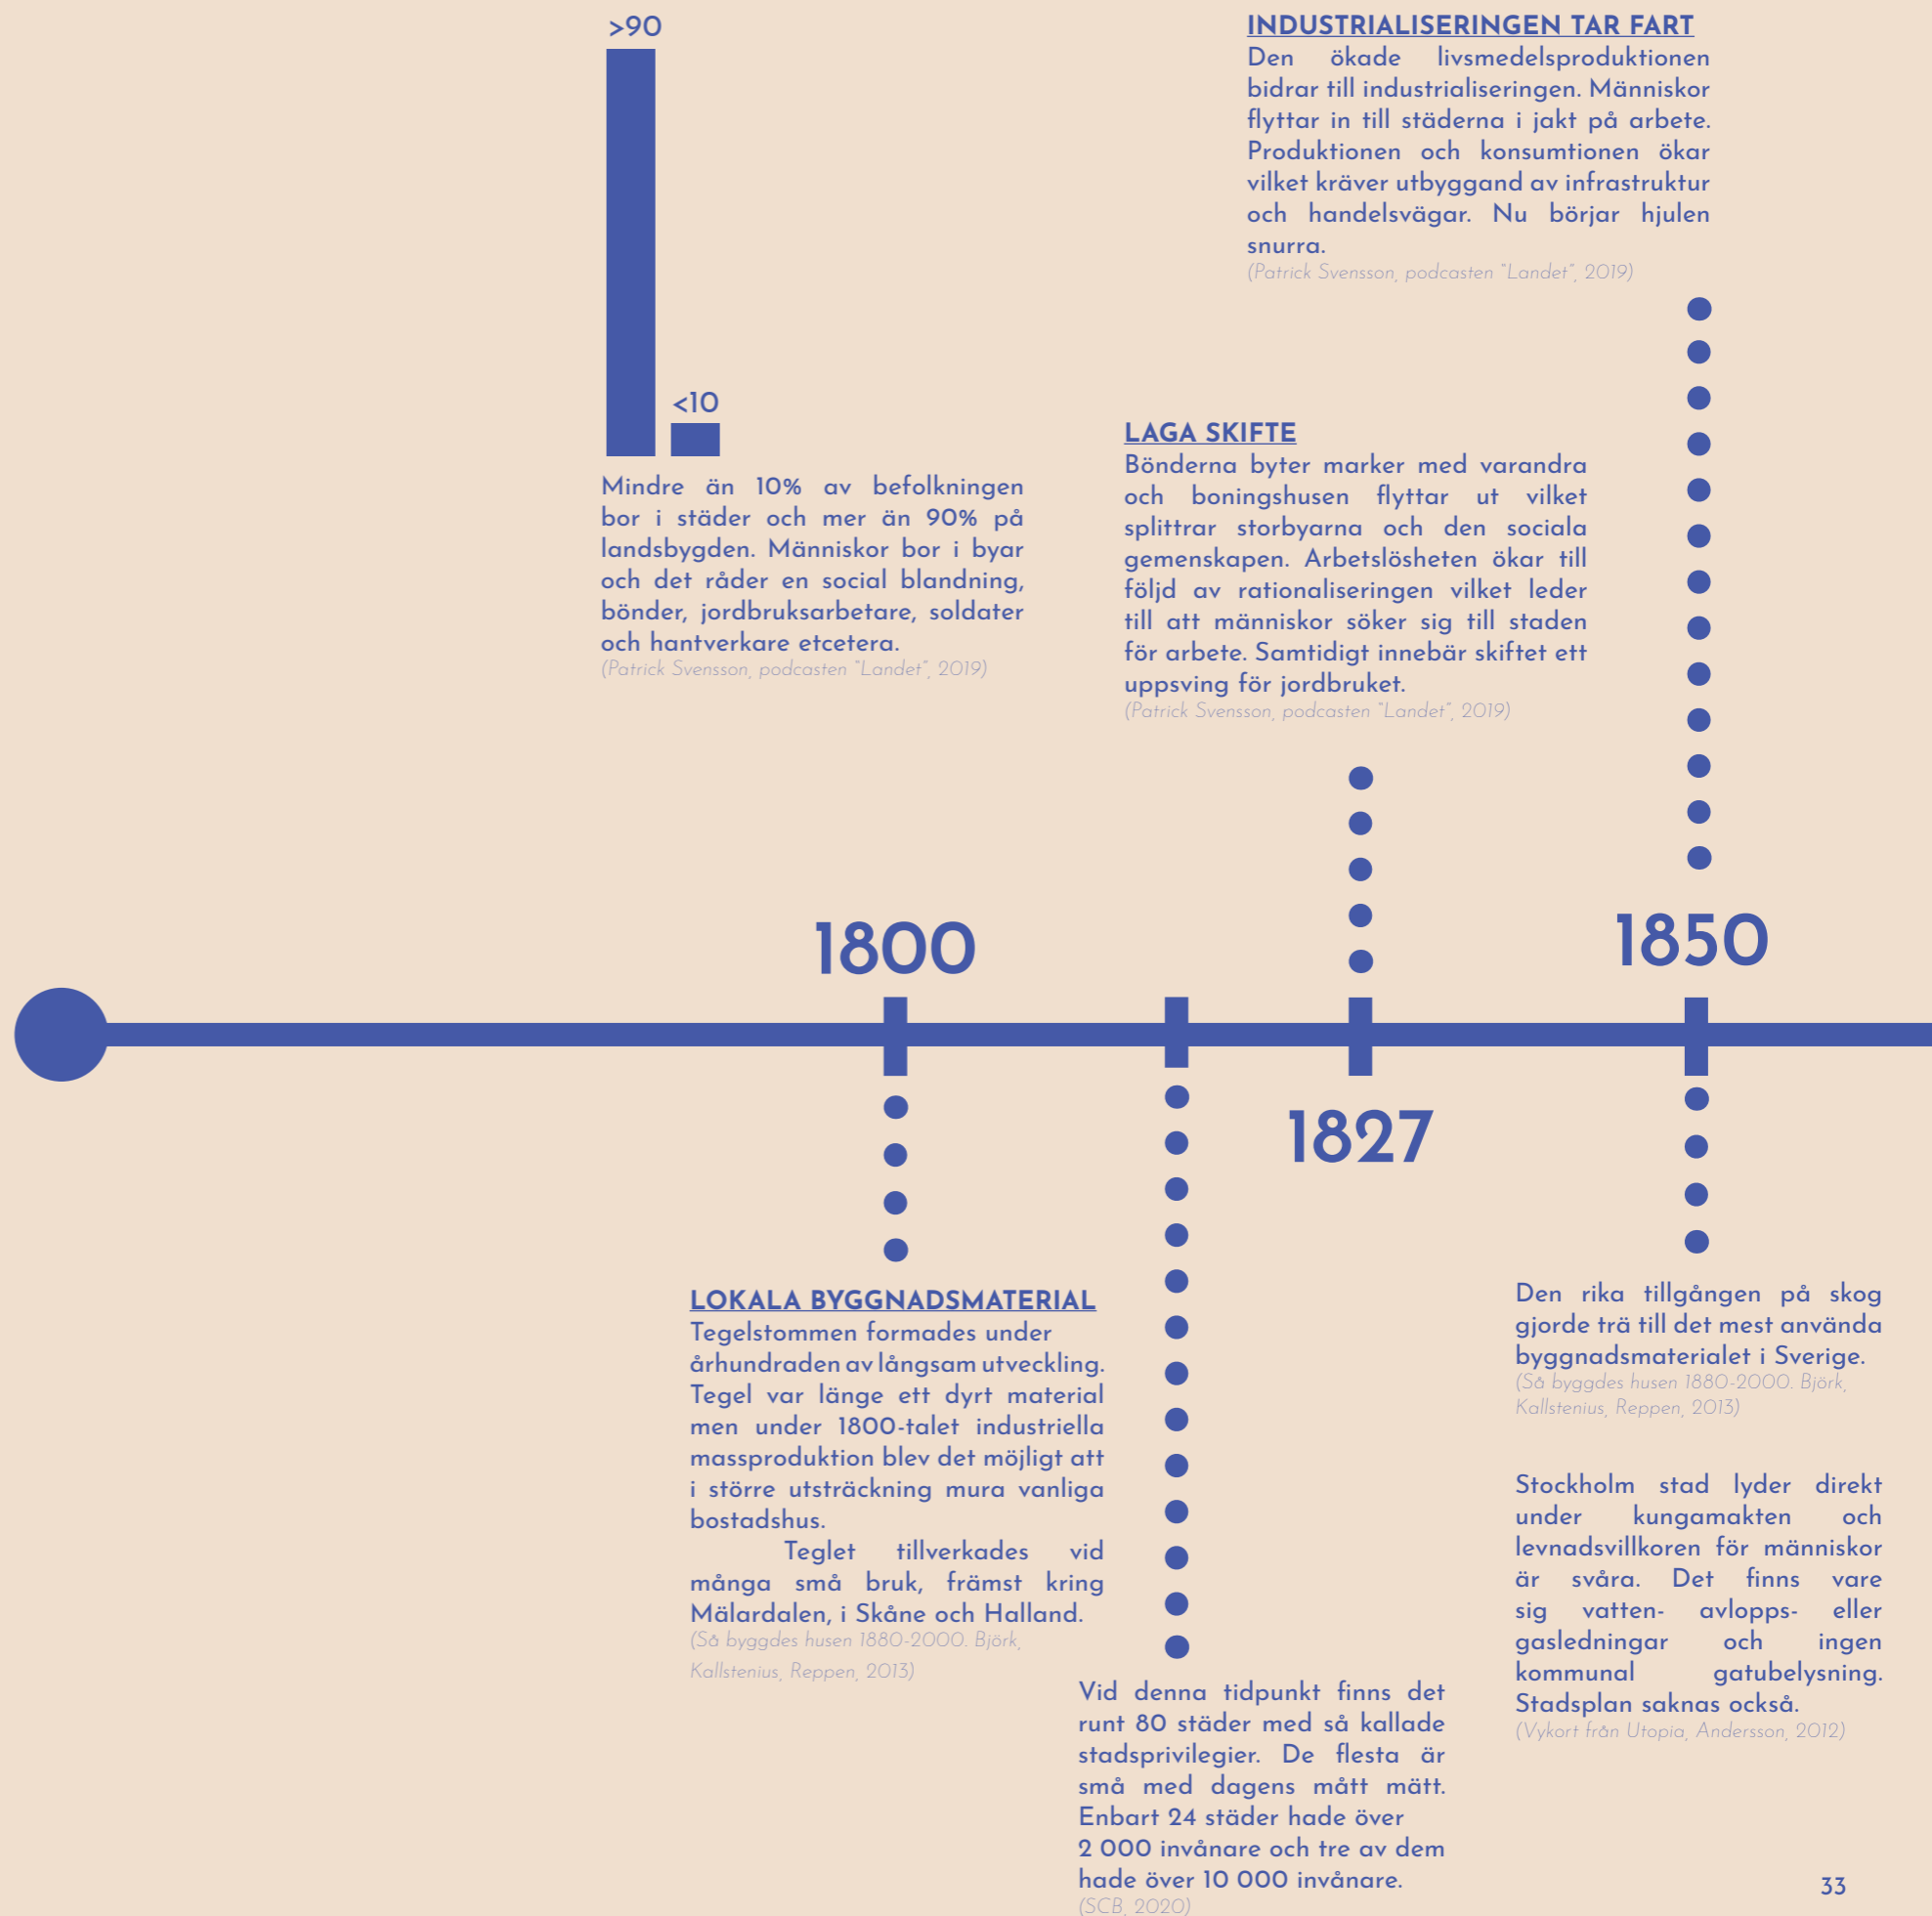 >90
<10
Mindre än 10% av befolkningen
bor i städer och mer än 90% på
landsbygden. Människor bor i byar
och det råder en social blandning,
bönder, jordbruksarbetare, soldater
och hantverkare etcetera.
(Patrick Svensson, podcasten "Landet", 2019)
INDUSTRIALISERINGEN TAR FART
Den ökade livsmedelsproduktionen
bidrar till industrialiseringen. Människor
flyttar in till städerna i jakt på arbete.
Produktionen och konsumtionen ökar
vilket kräver utbyggand av infrastruktur
och handelsvägar. Nu börjar hjulen
snurra.
(Patrick Svensson, podcasten "Landet", 2019)
LAGA SKIFTE
Bönderna byter marker med varandra
och boningshusen flyttar ut vilket
splittrar storbyarna och den sociala
gemenskapen. Arbetslösheten ökar till
följd av rationaliseringen vilket leder
till att människor söker sig till staden
för arbete. Samtidigt innebär skiftet ett
uppsving för jordbruket.
(Patrick Svensson, podcasten "Landet", 2019)
1800
1850
1827
LOKALA BYGGNADSMATERIAL
Tegelstommen formades under
århundraden av långsam utveckling.
Tegel var länge ett dyrt material
men under 1800-talet industriella
massproduktion blev det möjligt att
i större utsträckning mura vanliga
bostadshus.
Teglet tillverkades vid
många små bruk, främst kring
Mälardalen, i Skåne och Halland.
(Så byggdes husen 1880-2000. Björk,
Kallstenius, Reppen, 2013)
Vid denna tidpunkt finns det
runt 80 städer med så kallade
stadsprivilegier. De flesta är
små med dagens mått mätt.
Enbart 24 städer hade över
2 000 invånare och tre av dem
hade över 10 000 invånare.
(SCB, 2020)
Den rika tillgången på skog
gjorde trä till det mest använda
byggnadsmaterialet i Sverige.
(Så byggdes husen 1880-2000. Björk,
Kallstenius, Reppen, 2013)
Stockholm stad lyder direkt
under kungamakten och
levnadsvillkoren för människor
är svåra. Det finns vare
sig vatten- avlopps- eller
gasledningar och ingen
kommunal gatubelysning.
Stadsplan saknas också.
(Vykort från Utopia, Andersson, 2012)
33